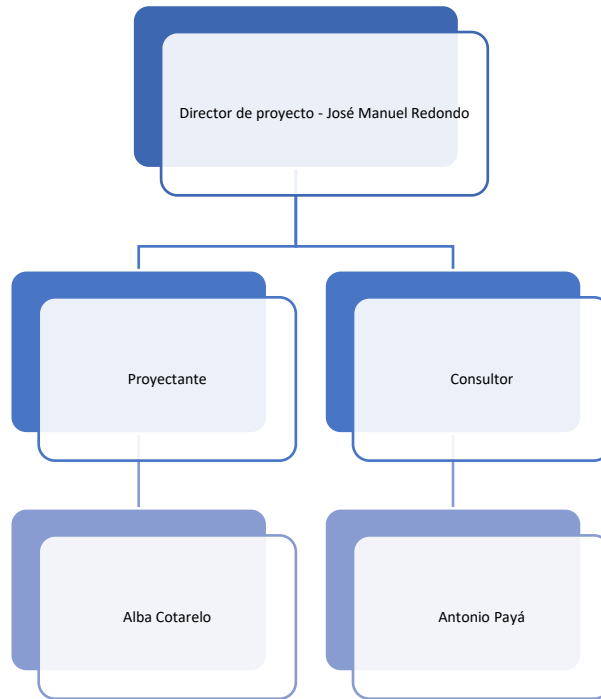 Director de proyecto - José Manuel Redondo
Proyectante
Consultor
Alba Cotarelo
Antonio Payá